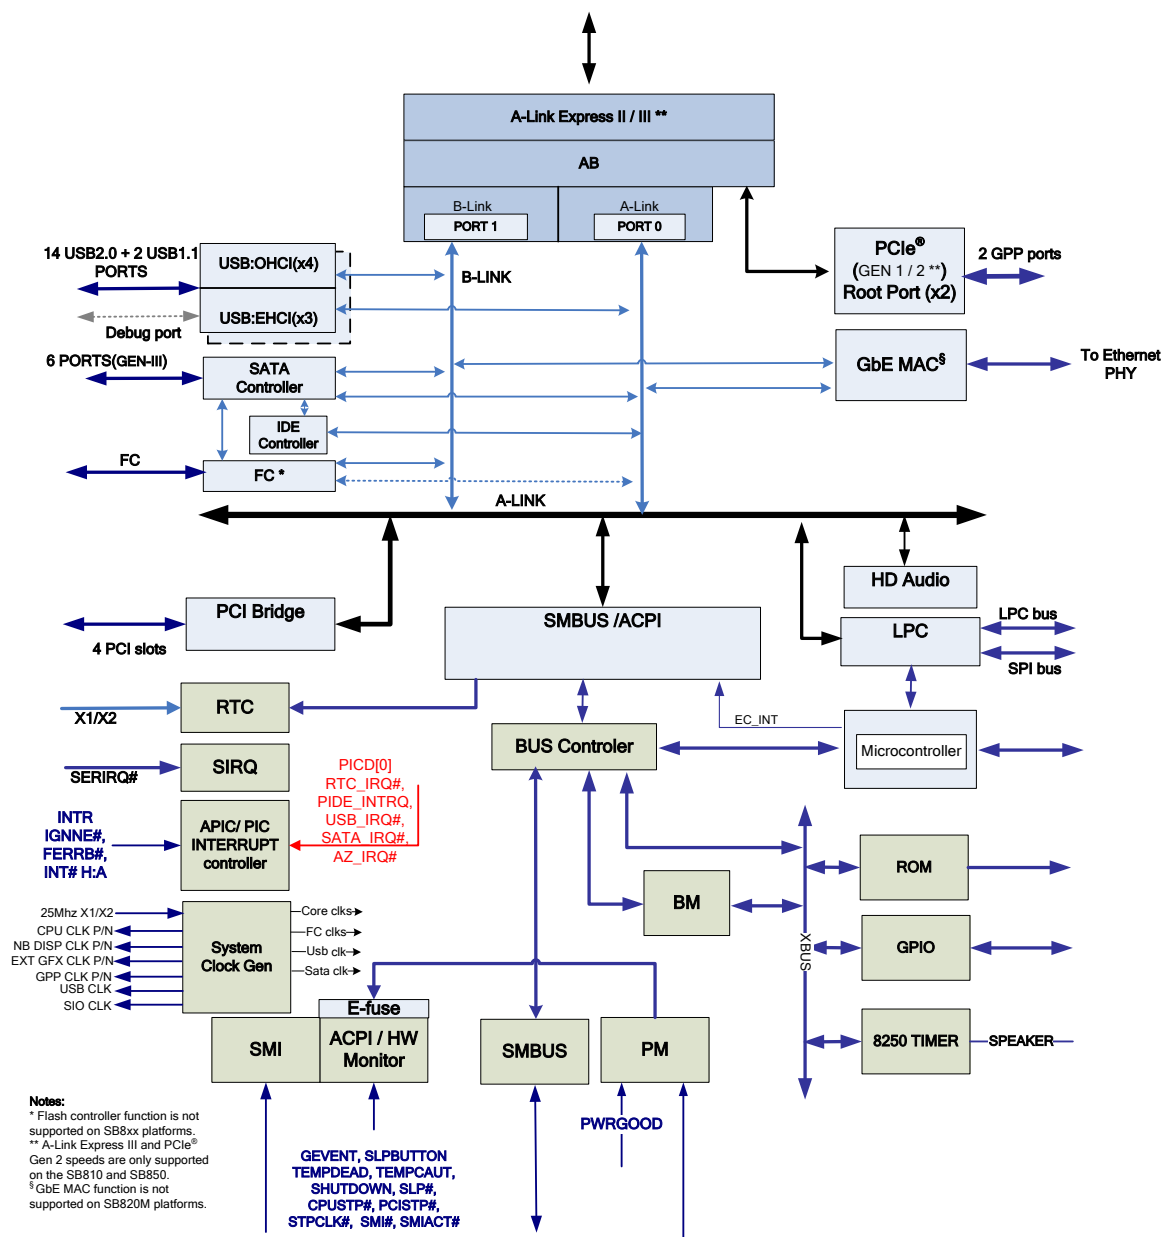 A-Link Express II / III **
AB
B-Link
PORT 1
A-Link
PORT 0
14 USB2.0 + 2 USB1.1
PORTS
USB:OHCI(x4)
USB:EHCI(x3)
Debug port
B-LINK
PCIe®
(GEN 1 / 2 **)
Root Port (x2)
2 GPP ports
6 PORTS(GEN-III)
SATA
Controller
GbE MAC§
To Ethernet
PHY
IDE
Controller
FC
FC *
A-LINK
HD Audio
PCI Bridge
4 PCI slots
SMBUS /ACPI
LPC
LPC bus
SPI bus
X1/X2
RTC
EC_INT
BUS Controler
Microcontroller
SERIRQ#
SIRQ
PICD[0]
RTC_IRQ#,
PIDE_INTRQ,
USB_IRQ#,
SATA_IRQ#,
AZ_IRQ#
INTR
IGNNE#,
FERRB#,
INT# H:A
APIC/ PIC
INTERRUPT
controller
ROM
BM
XBUS
GPIO
25Mhz X1/X2
CPU CLK P/N
NB DISP CLK P/N
EXT GFX CLK P/N
GPP CLK P/N
USB CLK
SIO CLK
System
Clock Gen
Core clks
FC clks
Usb clk
Sata clk
E-fuse
SMI
ACPI / HW
Monitor
SMBUS
PM
8250 TIMER
SPEAKER
PWRGOOD
GEVENT, SLPBUTTON
TEMPDEAD, TEMPCAUT,
SHUTDOWN, SLP#,
CPUSTP#, PCISTP#,
STPCLK#, SMI#, SMIACT#
Notes:
* Flash controller function is not
supported on SB8xx platforms.
** A-Link Express III and PCIe®
Gen 2 speeds are only supported
on the SB810 and SB850.
§ GbE MAC function is not
supported on SB820M platforms.